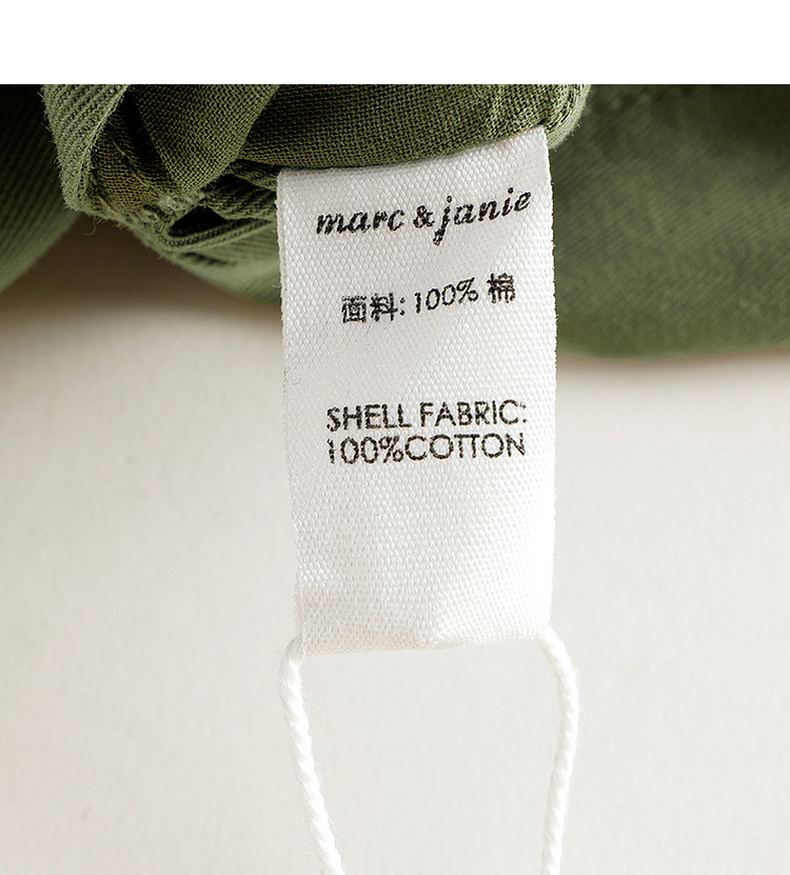 marc & janie
面料: 100% 棉
SHELL FABRIC:
100%COTTON